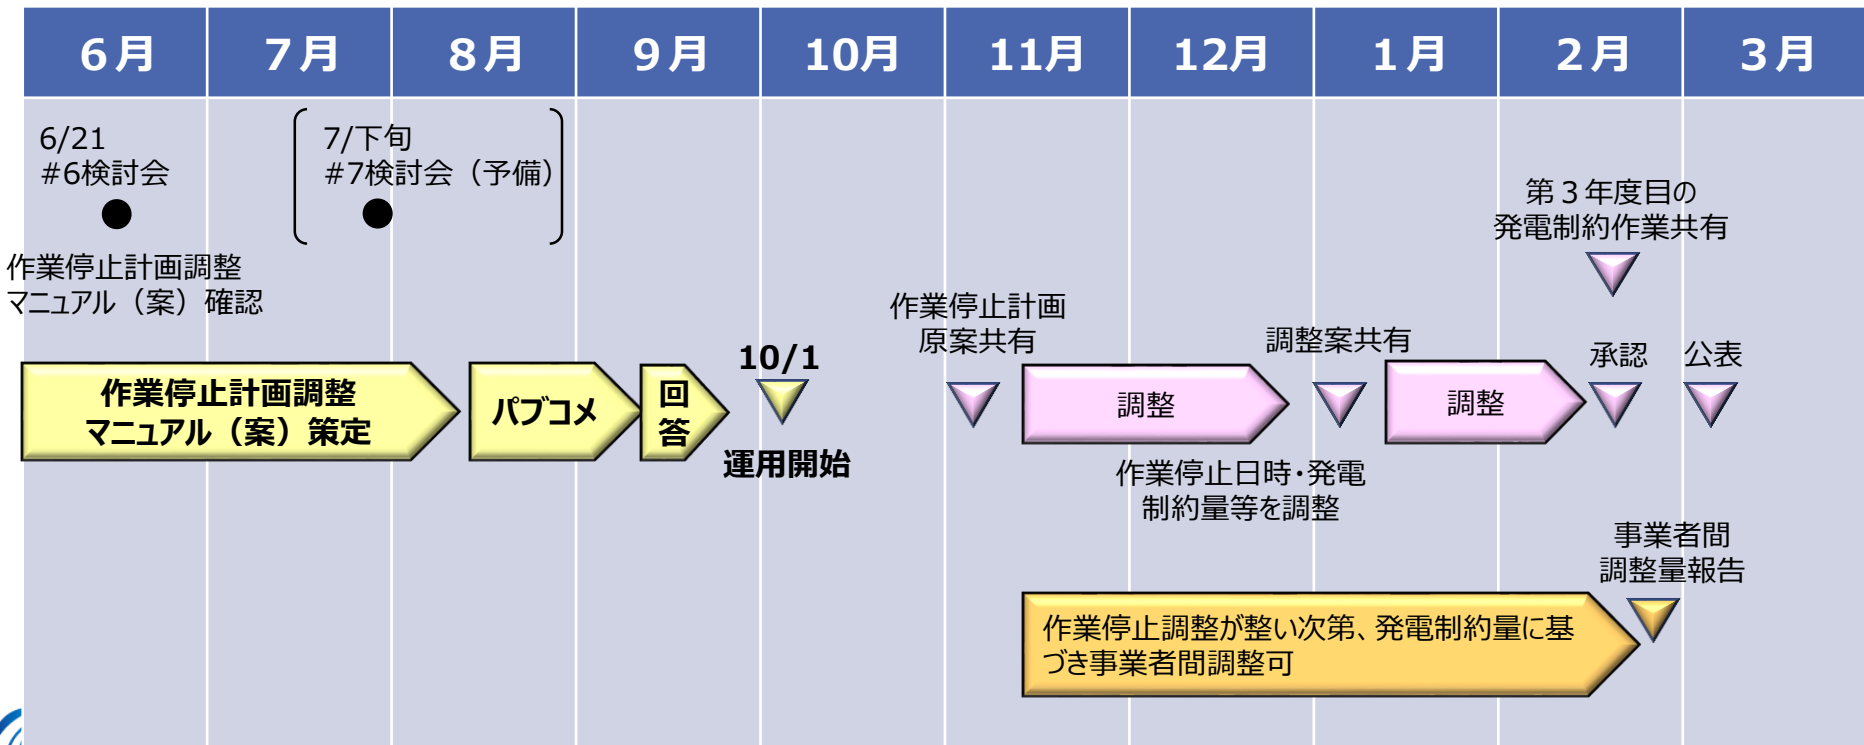 6月 7月 8月 9月 10月 11月 12月 1月 2月 3月
6/21
#6検討会
7/下旬
#7検討会（予備）
作業停止計画調整
マニュアル（案）確認
第3年度目の
発電制約作業共有
作業停止計画調整
マニュアル（案）策定
パブコメ
回
答
10/1
運用開始
作業停止計画
原案共有
調整
作業停止日時・発電
制約量等を調整
調整案共有
調整
承認
公表
事業者間
調整量報告
作業停止調整が整い次第、発電制約量に基
づき事業者間調整可